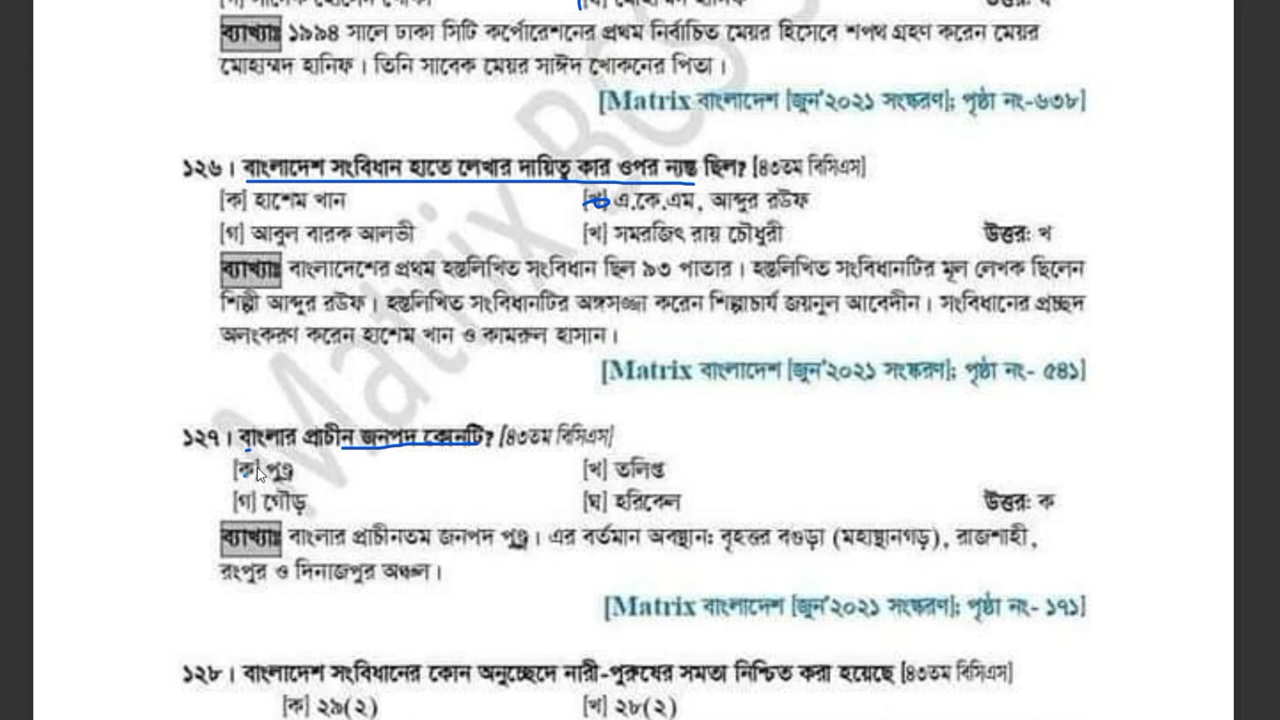 ব্যাখ্যাঃ ১৯৯৪ সালে ঢাকা সিটি কর্পোরেশনের প্রথম নির্বাচিত মেয়র হিসেবে শপথ গ্রহণ করেন মেয়র
মোহাম্মদ হানিফ। তিনি সাবেক মেয়র সাঈদ খোকনের পিতা।
[Matrix বাংলাদেশ [জুন'২০২১ সংস্করণ]; পৃষ্ঠা নং-৬৩৮]
১২৬। বাংলাদেশ সংবিধান হাতে লেখার দায়িত্ব কার ওপর ন্যস্ত ছিল? [৪৩তম বিসিএস]
[ক] হাশেম খান [খ] এ.কে.এম. আব্দুর রউফ
[গ] আবুল বারক আলভী [ঘ] সমরজিৎ রায় চৌধুরী উত্তর: খ
ব্যাখ্যাঃ বাংলাদেশের প্রথম হস্তলিখিত সংবিধান ছিল ৯৩ পাতার। হস্তলিখিত সংবিধানটির মূল লেখক ছিলেন
শিল্পী আব্দুর রউফ। হস্তলিখিত সংবিধানটির অঙ্গসজ্জা করেন শিল্পাচার্য জয়নুল আবেদীন। সংবিধানের প্রচ্ছদ
অলংকরণ করেন হাশেম খান ও কামরুল হাসান।
[Matrix বাংলাদেশ [জুন'২০২১ সংস্করণ]; পৃষ্ঠা নং- ৫৪১]
১২৭। বাংলার প্রাচীন জনপদ কোনটি? [৪৩তম বিসিএস]
[ক] পুণ্ড্র [খ] তলিপ্ত
[গ] গৌড় [ঘ] হরিকেল উত্তর: ক
ব্যাখ্যাঃ বাংলার প্রাচীনতম জনপদ পুণ্ড্র। এর বর্তমান অবস্থান: বৃহত্তর বগুড়া (মহাস্থানগড়), রাজশাহী,
রংপুর ও দিনাজপুর অঞ্চল।
[Matrix বাংলাদেশ [জুন'২০২১ সংস্করণ]; পৃষ্ঠা নং- ১৭১]
১২৮। বাংলাদেশ সংবিধানের কোন অনুচ্ছেদে নারী-পুরুষের সমতা নিশ্চিত করা হয়েছে [৪৩তম বিসিএস]
[ক] ২৯(২) [খ] ২৮(২)
Matrix BCS